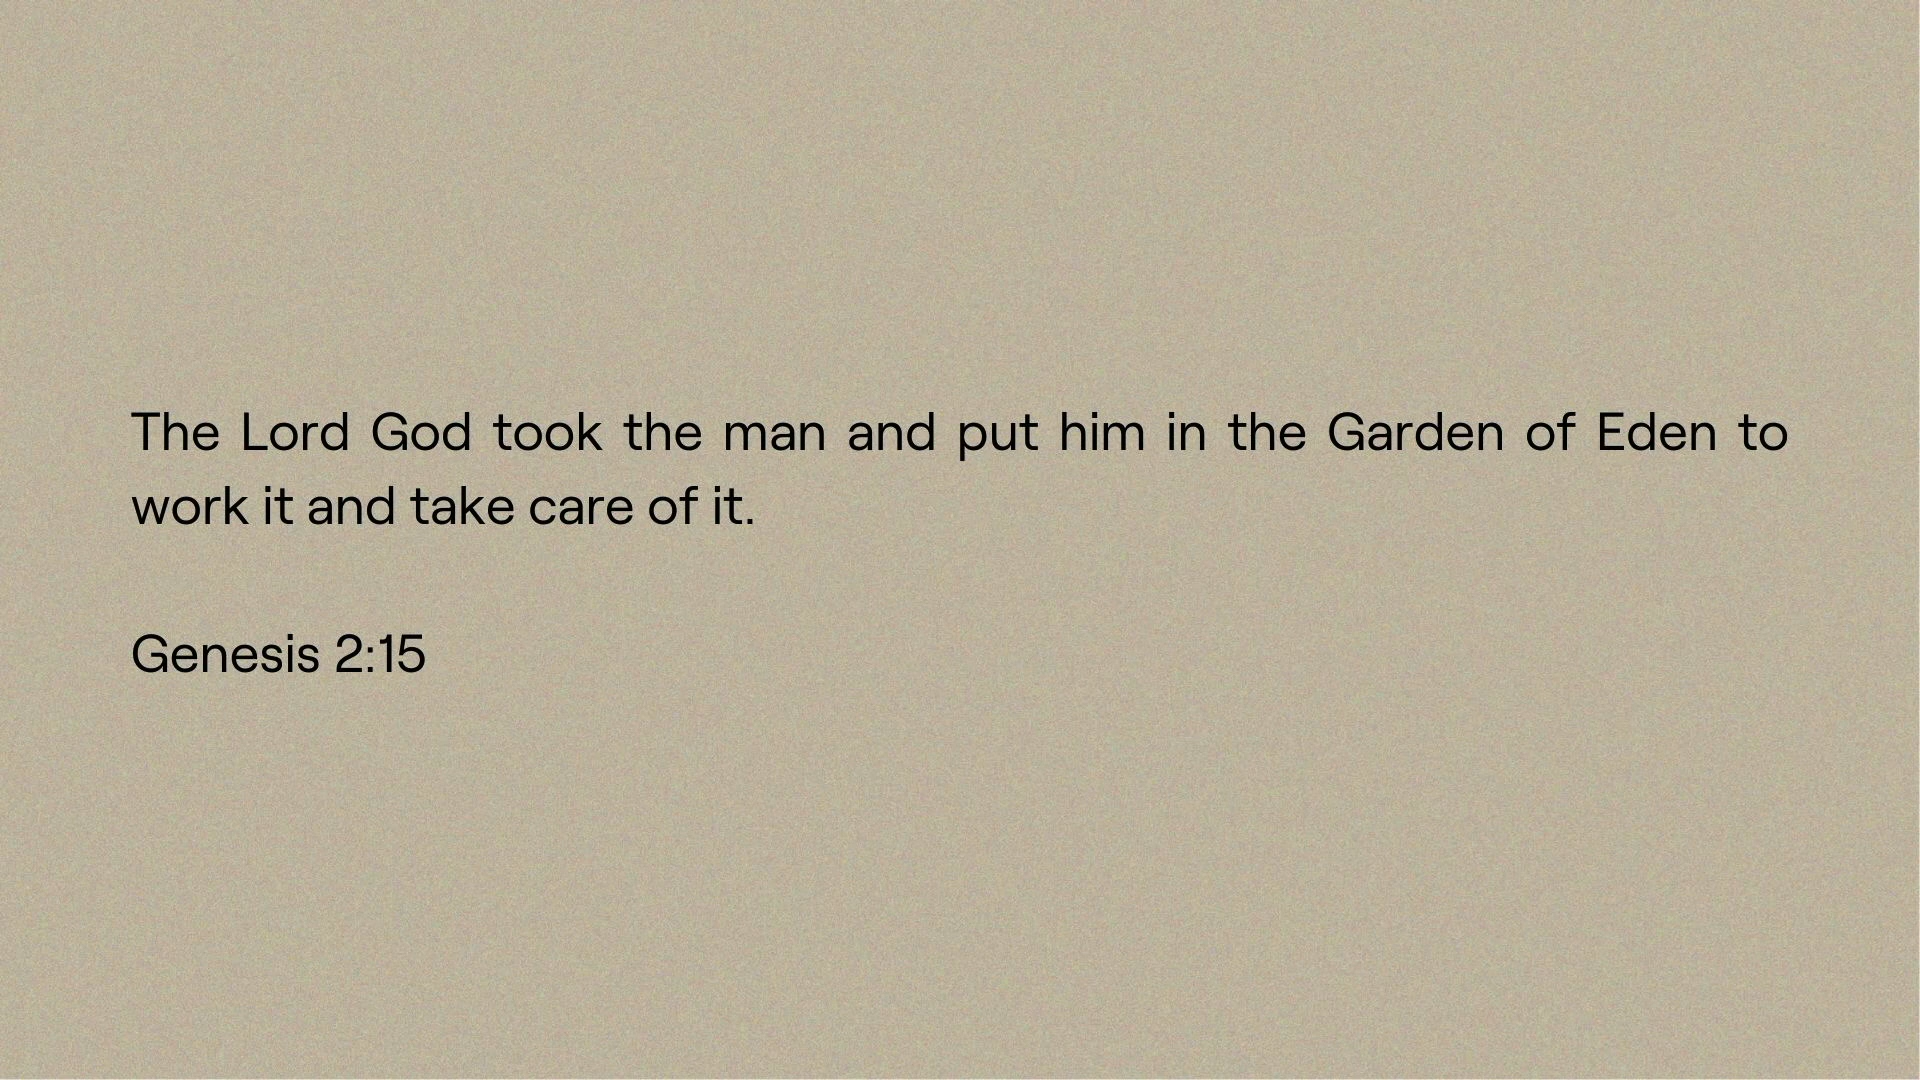 The Lord God took the man and put him in the Garden of Eden to
work it and take care of it.
Genesis 2:15